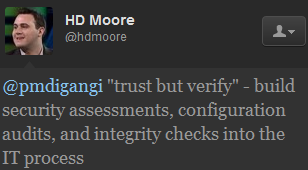 HD Moore
@hdmoore
@pmdigangi "trust but verify" - build
security assessments, configuration
audits, and integrity checks into the
IT process